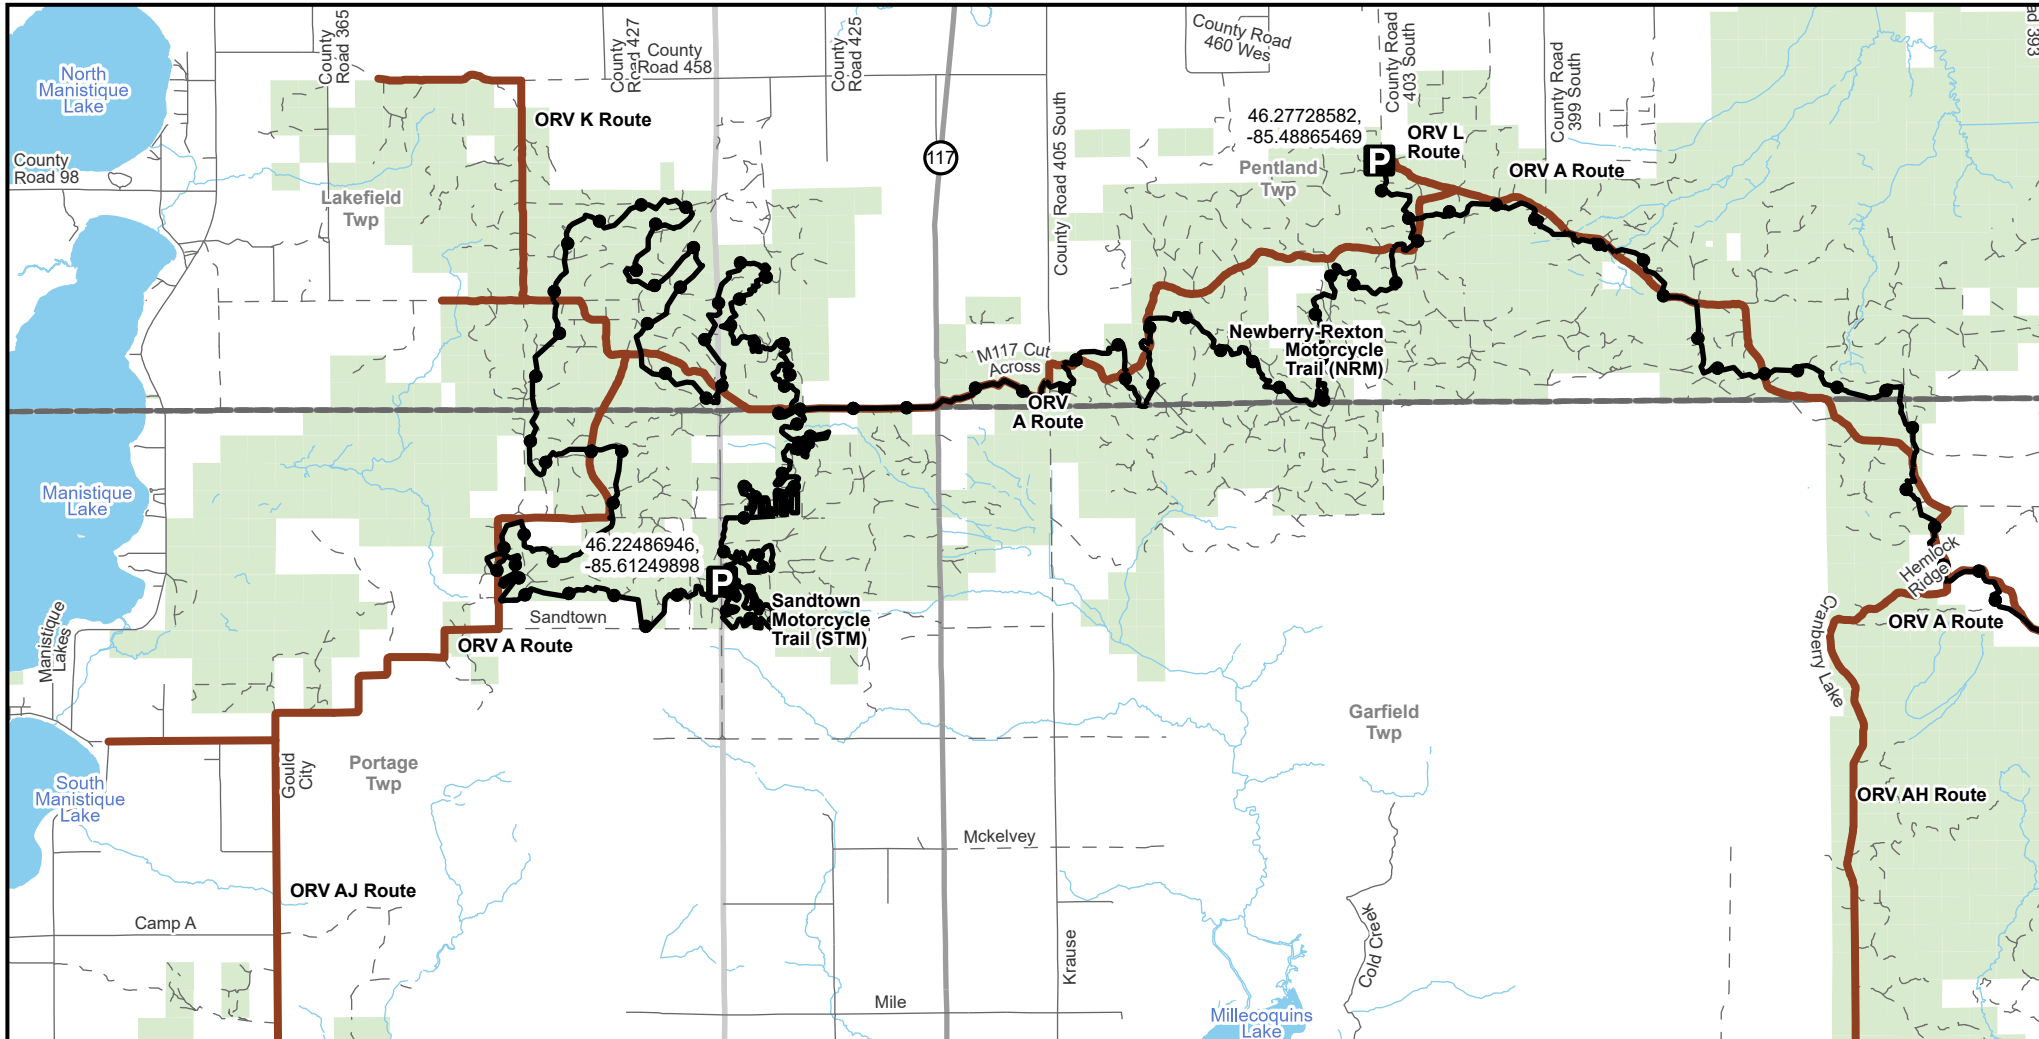 County
Road 365
County
Road 427
County
Road 458
County
Road 425
County Road
460 Wes
County Road
403 South
County Road
399 South
ad 393
North
Manistique
Lake
ORV K Route
117
County Road 405 South
46.27728582,
-85.48865469
P
ORV L
Route
ORV A Route
Pentland
Twp
County
Road 98
Lakefield
Twp
Newberry-Rexton
Motorcycle
Trail (NRM)
M117 Cut
Across
ORV
A Route
Manistique
Lake
46.22486946,
-85.61249898
P
Hemlock
Ridge
Sandtown
Sandtown
Motorcycle
Trail (STM)
ORV A Route
ORV A Route
Manistique
Lakes
Cranberry Lake
Garfield
Twp
Gould
City
Portage
Twp
South
Manistique
Lake
ORV AH Route
Mckelvey
ORV AJ Route
Camp A
Krause
Cold Creek
Mile
Millecoquins
Lake